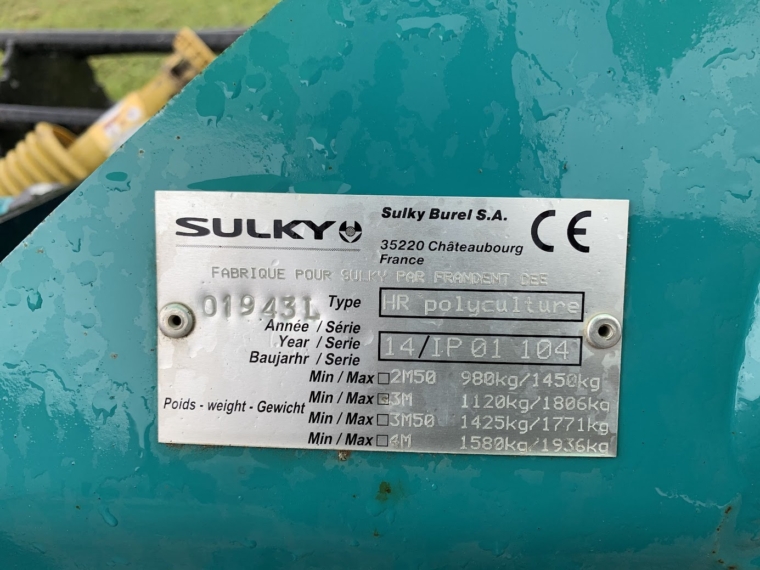 SULKY
Sulky Burel S.A.
35220 Châteaubourg
France
CE
FABRIQUE POUR SULKY PAR FRAMDENT DEE
01943L
Type HR polyculture
Année / Série
Year / Serie 14/IP 01 104
Baujarhr / Serie
Poids - weight - Gewicht
Min / Max 2M50 980kg/1450kg
Min / Max 3M 1120kg/1806kg
Min / Max 3M50 1425kg/1771kg
Min / Max 4M 1580kg/1936kg